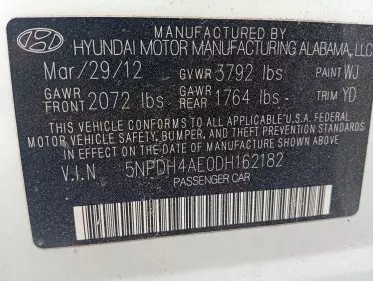 MANUFACTURED BY
HYUNDAI MOTOR MANUFACTURING ALABAMA, LLC
Mar/29/12 GVWR 3792 lbs PAINT WJ
GAWR FRONT 2072 lbs GAWR REAR 1764 lbs - TRIM YD
THIS VEHICLE CONFORMS TO ALL APPLICABLE U.S. FEDERAL
MOTOR VEHICLE SAFETY, BUMPER, AND THEFT PREVENTION STANDARDS
IN EFFECT ON THE DATE OF MANUFACTURE SHOWN ABOVE.
V.I.N. 5NPDH4AE0DH162182
PASSENGER CAR